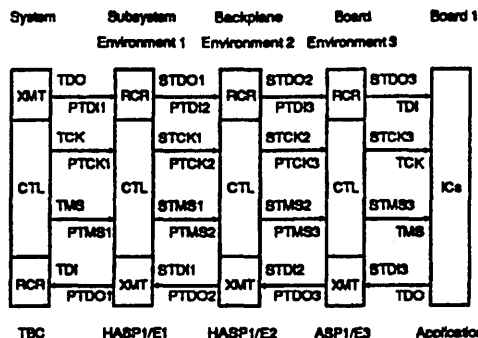 System Subsystem Backplane Board Board 1
Environment 1 Environment 2 Environment 3
TDO STDO1 STDO2 STDO3
XMT RCR RCR RCR
PTDI1 PTDI2 PTDI3 TDI
TCK STCK1 STCK2 STCK3
PTCK1 PTCK2 PTCK3 TCK
CTL CTL CTL CTL ICs
TMS STMS1 STMS2 STMS3
PTMS1 PTMS2 PTMS3 TMS
TDI STDI1 STDI2 STDI3
RCR XMT XMT XMT
PTDO1 PTDO2 PTDO3 TDO
TBC HASP1/E1 HASP1/E2 ASP1/E3 Application